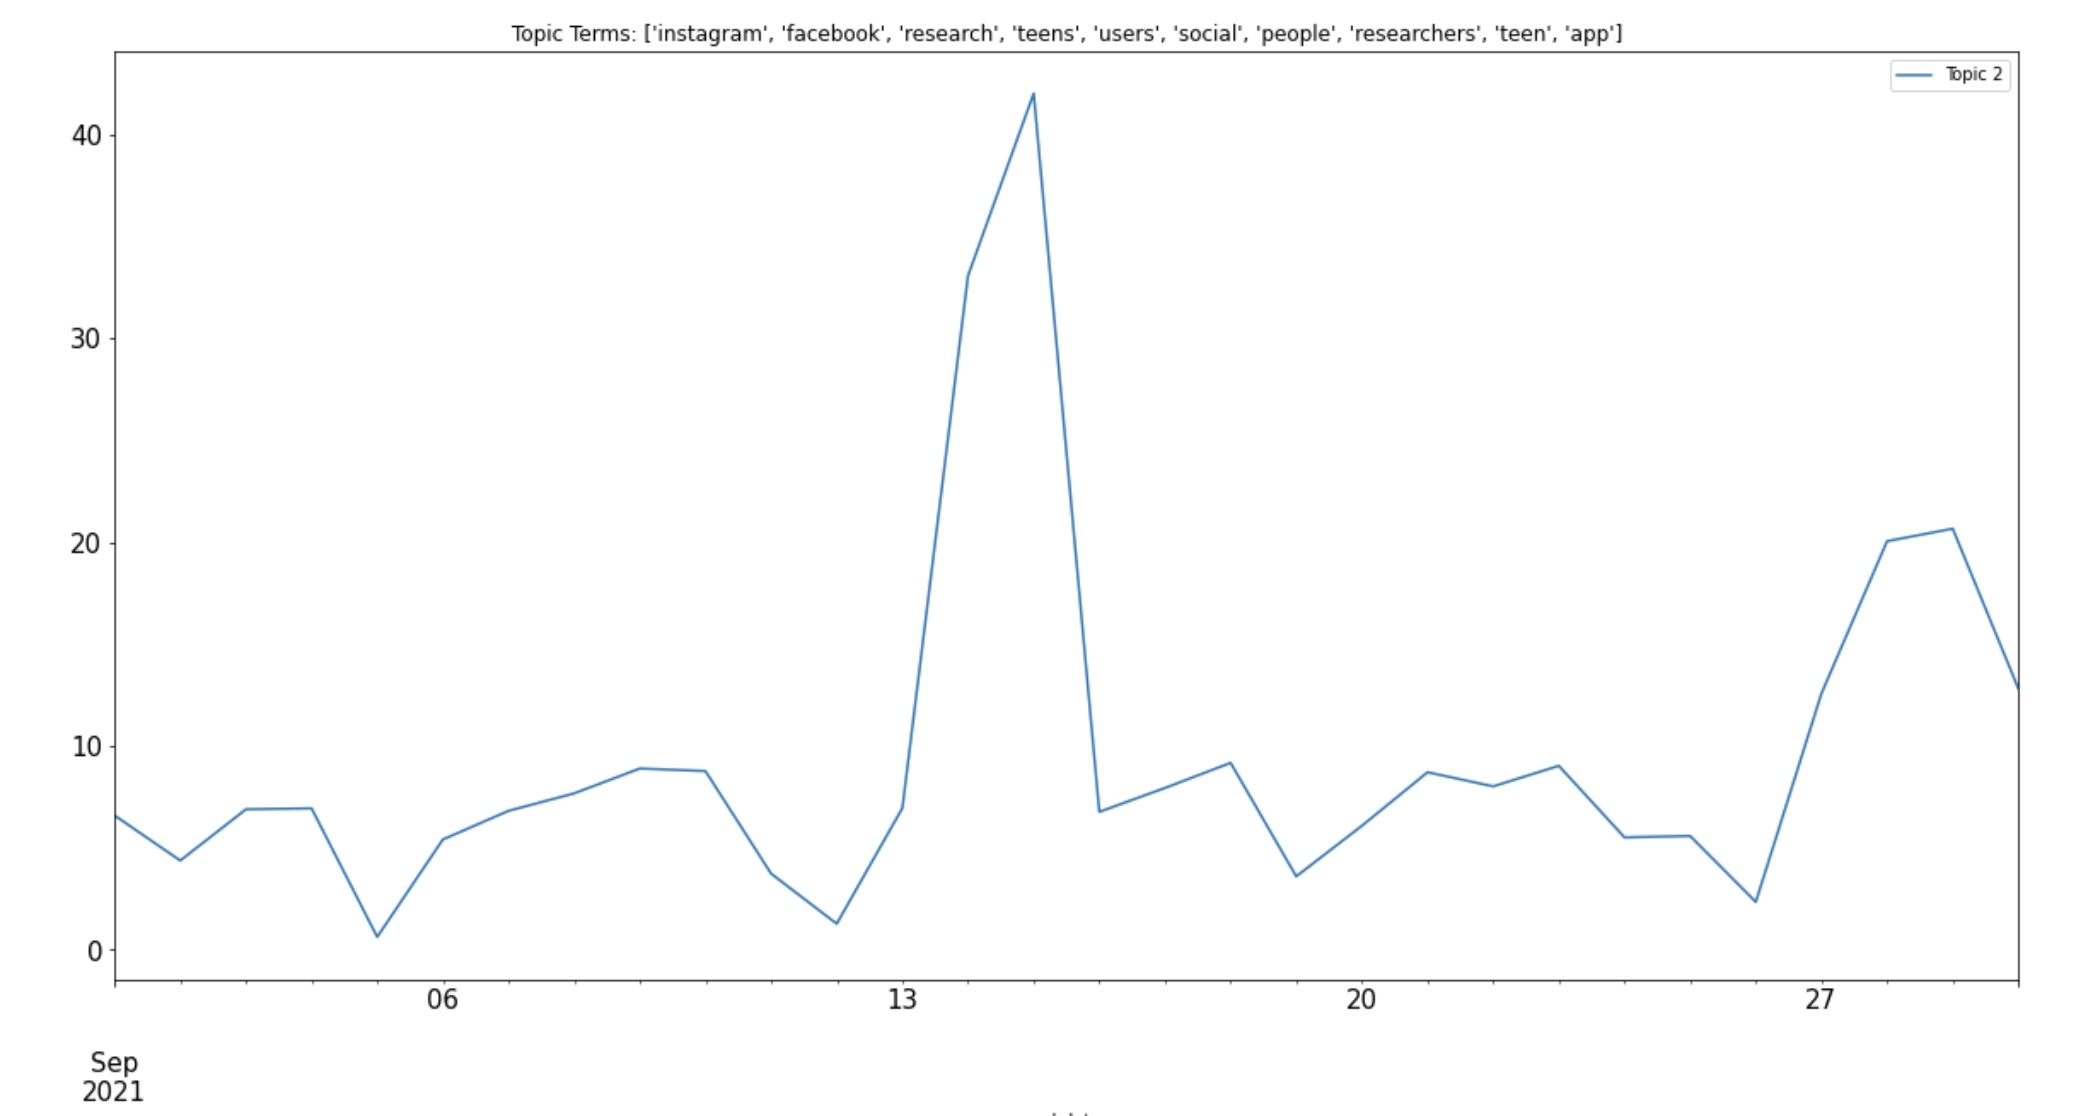 Topic Terms: ['instagram', 'facebook', 'research', 'teens', 'users', 'social', 'people', 'researchers', 'teen', 'app']
Topic 2
40
30
20
10
0
06 13 20 27
Sep
2021